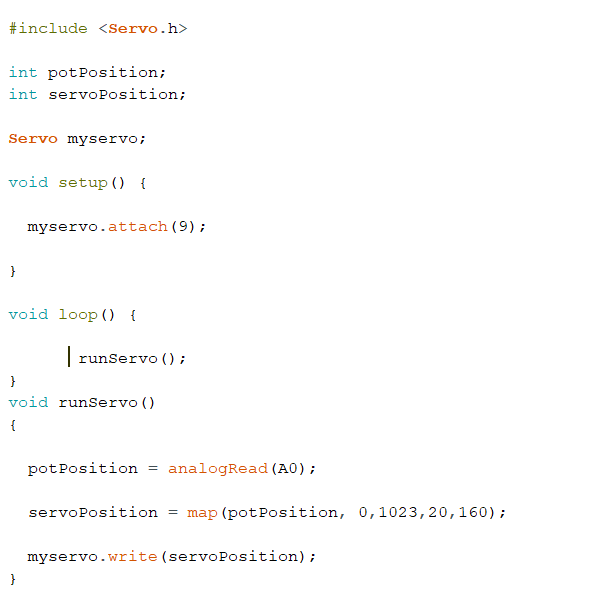 #include <Servo.h>
int potPosition;
int servoPosition;
Servo myservo;
void setup() {
myservo.attach(9);
}
void loop() {
runServo();
}
void runServo()
{
potPosition = analogRead(A0);
servoPosition = map(potPosition, 0,1023,20,160);
myservo.write(servoPosition);
}